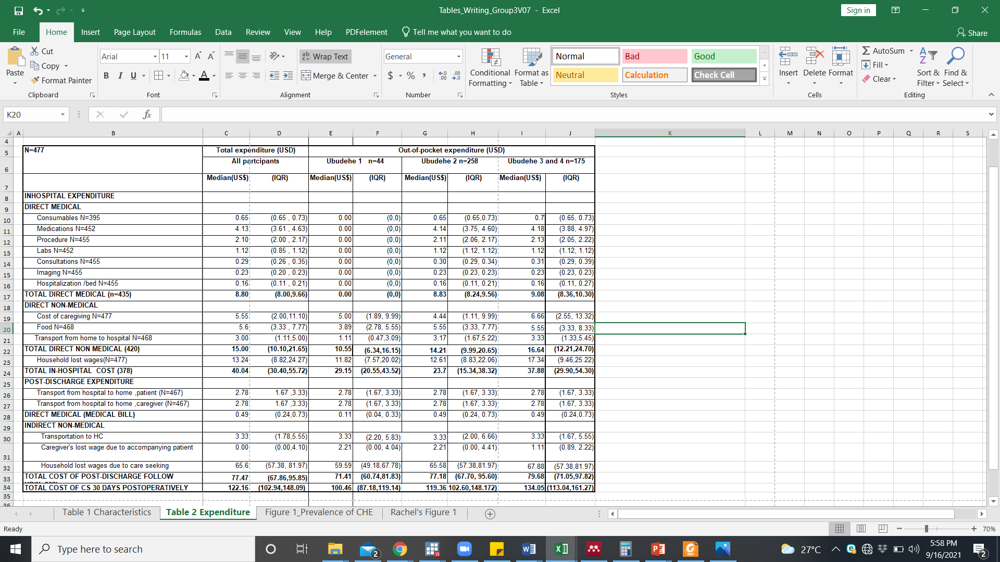 Tables_Writing_Group3V07 - Excel
Sign in
File Home Insert Page Layout Formulas Data Review View Help PDFelement Tell me what you want to do Share
Paste Cut Copy Format Painter Clipboard
Arial 11 A A B I U A Font
ab Wrap Text Merge & Center Alignment
General $ % , Number
Conditional Formatting Format as Table
Normal Bad Good
Neutral Calculation Check Cell
Styles
Insert Delete Format Cells
AutoSum Fill Clear Sort & Filter Find & Select Editing
K20 fx
A B C D E F G H I J K L M N O P Q R S
4
5 N=477 Total expenditure (USD) Out-of-pocket expenditure (USD)
6 All partcipants Ubudehe 1 n=44 Ubudehe 2 n=258 Ubudehe 3 and 4 n=175
7 Median(US$) (IQR) Median(US$) (IQR) Median(US$) (IQR) Median(US$) (IQR)
8 INHOSPITAL EXPENDITURE
9 DIRECT MEDICAL
10 Consumables N=395 0.65 (0.65 , 0.73) 0.00 (0,0) 0.65 (0.65,0.73) 0.7 (0.65, 0.73)
11 Medications N=452 4.13 (3.61 , 4.63) 0.00 (0,0) 4.14 (3.75, 4.60) 4.18 (3.88, 4.97)
12 Procedure N=455 2.10 (2.00 , 2.17) 0.00 (0,0) 2.11 (2.06, 2.17) 2.13 (2.05, 2.22)
13 Labs N=452 1.12 (0.85 , 1.12) 0.00 (0,0) 1.12 (1.12, 1.12) 1.12 (1.12, 1.12)
14 Consultations N=455 0.29 (0.26 , 0.35) 0.00 (0,0) 0.30 (0.29, 0.34) 0.31 (0.29, 0.39)
15 Imaging N=455 0.23 (0.20 , 0.23) 0.00 (0,0) 0.23 (0.23, 0.23) 0.23 (0.23, 0.23)
16 Hospitalization /bed N=455 0.16 (0.11 , 0.21) 0.00 (0,0) 0.16 (0.11, 0.21) 0.16 (0.11, 0.27)
17 TOTAL DIRECT MEDICAL (n=435) 8.80 (8.00,9.66) 0.00 (0,0) 8.83 (8.24,9.56) 9.08 (8.36,10.30)
18 DIRECT NON-MEDICAL
19 Cost of caregiving N=477 5.55 (2.00,11.10) 5.00 (1.89, 9.99) 4.44 (1.11, 9.99) 6.66 (2.55, 13.32)
20 Food N=468 5.6 (3.33 , 7.77) 3.89 (2.78, 5.55) 5.55 (3.33, 7.77) 5.55 (3.33, 8.33)
21 Transport from home to hospital N=468 3.00 (1.11,5.00) 1.11 (0.47,3.09) 3.17 (1.67,5.22) 3.33 (1.33,5.45)
22 TOTAL DIRECT NON MEDICAL (420) 15.00 (10.10,21.65) 10.55 (6.34,16.15) 14.21 (9.99,20.65) 16.64 (12.21,24.70)
23 Household lost wages(N=477) 13.24 (8.82,24.27) 11.82 (7.57,20.02) 12.61 (8.83,22.06) 17.34 (9.46,25.22)
24 TOTAL IN-HOSPITAL COST (378) 40.04 (30.40,55.72) 29.15 (20.55,43.52) 23.7 (15.34,38.32) 37.88 (29.90,54.30)
25 POST-DISCHARGE EXPENDITURE
26 Transport from hospital to home ,patient (N=467) 2.78 1.67 ,3.33) 2.78 (1.67, 3.33) 2.78 (1.67, 3.33) 2.78 (1.67, 3.33)
27 Transport from hospital to home ,caregiver (N=467) 2.78 1.67 ,3.33) 2.78 (1.67, 3.33) 2.78 (1.67, 3.33) 2.78 (1.67, 3.33)
28 DIRECT MEDICAL (MEDICAL BILL) 0.49 (0.24,0.73) 0.11 (0.04, 0.33) 0.49 (0.24, 0.73) 0.49 (0.24,0.73)
29 INDIRECT NON-MEDICAL
30 Transportation to HC 3.33 (1.78,5.55) 3.33 (2.20, 5.83) 3.33 (2.00, 6.66) 3.33 (1.67, 5.55)
31 Caregiver's lost wage due to accompanying patient 0.00 (0.00,4.10) 2.21 (0.00, 4.04) 2.21 (0.00, 4.41) 1.11 (0.89, 2.22)
32 Household lost wages due to care seeking 65.6 (57.38, 81.97) 59.59 (49.18,67.78) 65.58 (57.38,81.97) 67.88 (57.38,81.97)
33 TOTAL COST OF POST-DISCHARGE FOLLOW 77.47 (67.86,95.85) 71.41 (60.74,81.83) 77.18 (67.70, 95.60) 79.68 (71.05,97.82)
34 TOTAL COST OF CS 30 DAYS POSTOPERATIVELY 122.16 (102.94,148.09) 100.46 (87.18,119.14) 119.36 102.60,148.172) 134.05 (113.04,161.27)
35
36
Table 1 Characteristics Table 2 Expenditure Figure 1_Prevalence of CHE Rachel's Figure 1
Ready 70%
Type here to search 2 15 27°C 5:58 PM
9/16/2021 2